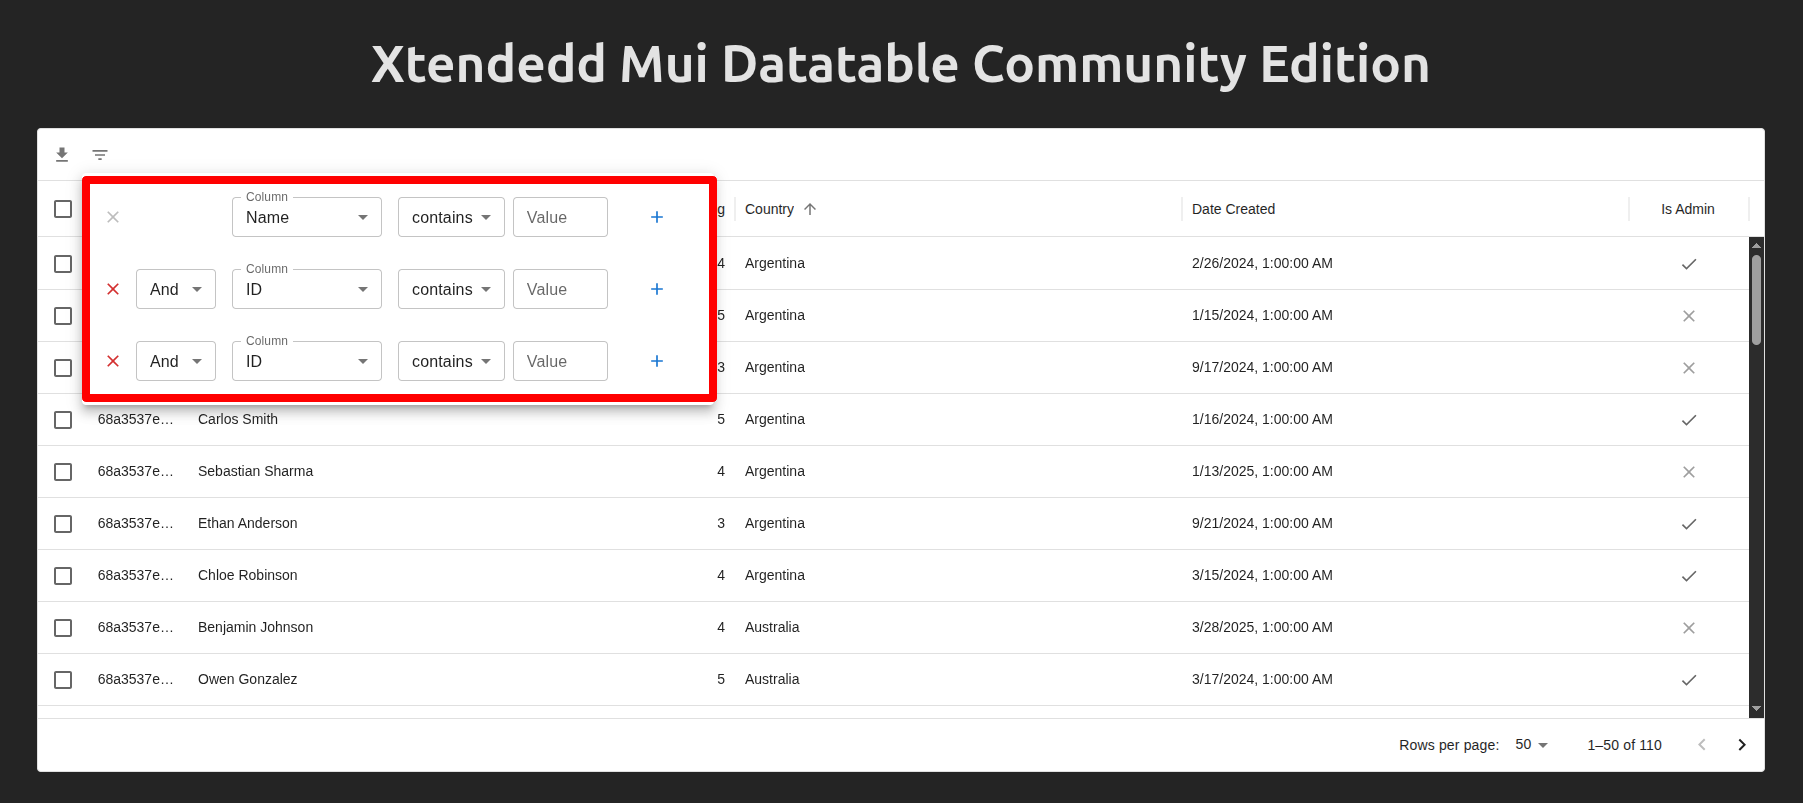 Xtendedd Mui Datatable Community Edition
g Country Date Created Is Admin
Column
Name contains Value
Column
And ID contains Value
Column
And ID contains Value
4 Argentina 2/26/2024, 1:00:00 AM
5 Argentina 1/15/2024, 1:00:00 AM
3 Argentina 9/17/2024, 1:00:00 AM
68a3537e… Carlos Smith 5 Argentina 1/16/2024, 1:00:00 AM
68a3537e… Sebastian Sharma 4 Argentina 1/13/2025, 1:00:00 AM
68a3537e… Ethan Anderson 3 Argentina 9/21/2024, 1:00:00 AM
68a3537e… Chloe Robinson 4 Argentina 3/15/2024, 1:00:00 AM
68a3537e… Benjamin Johnson 4 Australia 3/28/2025, 1:00:00 AM
68a3537e… Owen Gonzalez 5 Australia 3/17/2024, 1:00:00 AM
Rows per page: 50 1–50 of 110